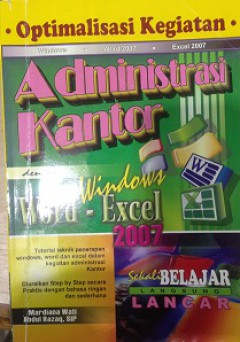 • Optimalisasi Kegiatan •
Windows • Word 2007 • Excel 2007
Administrasi
Kantor
dengan Windows
Word - Excel
2007
Tutorial teknik penerapan
windows, word dan excel dalam
kegiatan administrasi
Kantor
Diuraikan Step by Step secara
Praktis dengan bahasa ringan
dan sederhana
Sekali BELAJAR
LANGSUNG
LANCAR
Mardiana Wati
Abdul Razaq, SIP